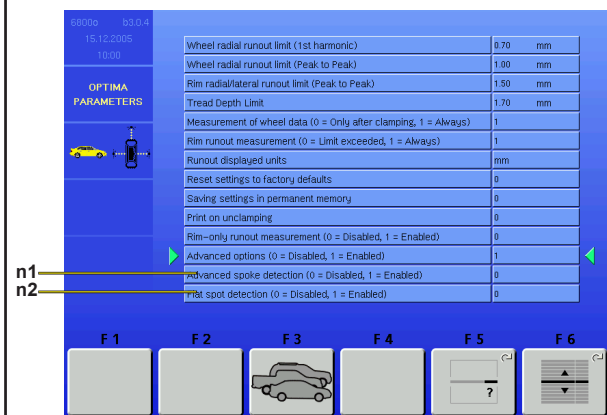 6800o b3.0.4
15.12.2005
10:00
OPTIMA
PARAMETERS
Wheel radial runout limit (1st harmonic) 0.70 mm
Wheel radial runout limit (Peak to Peak) 1.00 mm
Rim radial/lateral runout limit (Peak to Peak) 1.50 mm
Tread Depth Limit 1.70 mm
Measurement of wheel data (0 = Only after clamping, 1 = Always) 1
Rim runout measurement (0 = Limit exceeded, 1 = Always) 1
Runout displayed units mm
Reset settings to factory defaults 0
Saving settings in permanent memory 0
Print on unclamping 0
Rim-only runout measurement (0 = Disabled, 1 = Enabled) 0
Advanced options (0 = Disabled, 1 = Enabled) 1
n1 Advanced spoke detection (0 = Disabled, 1 = Enabled) 0
n2 Flat spot detection (0 = Disabled, 1 = Enabled) 0
F 1 F 2 F 3 F 4 F 5 F 6
?